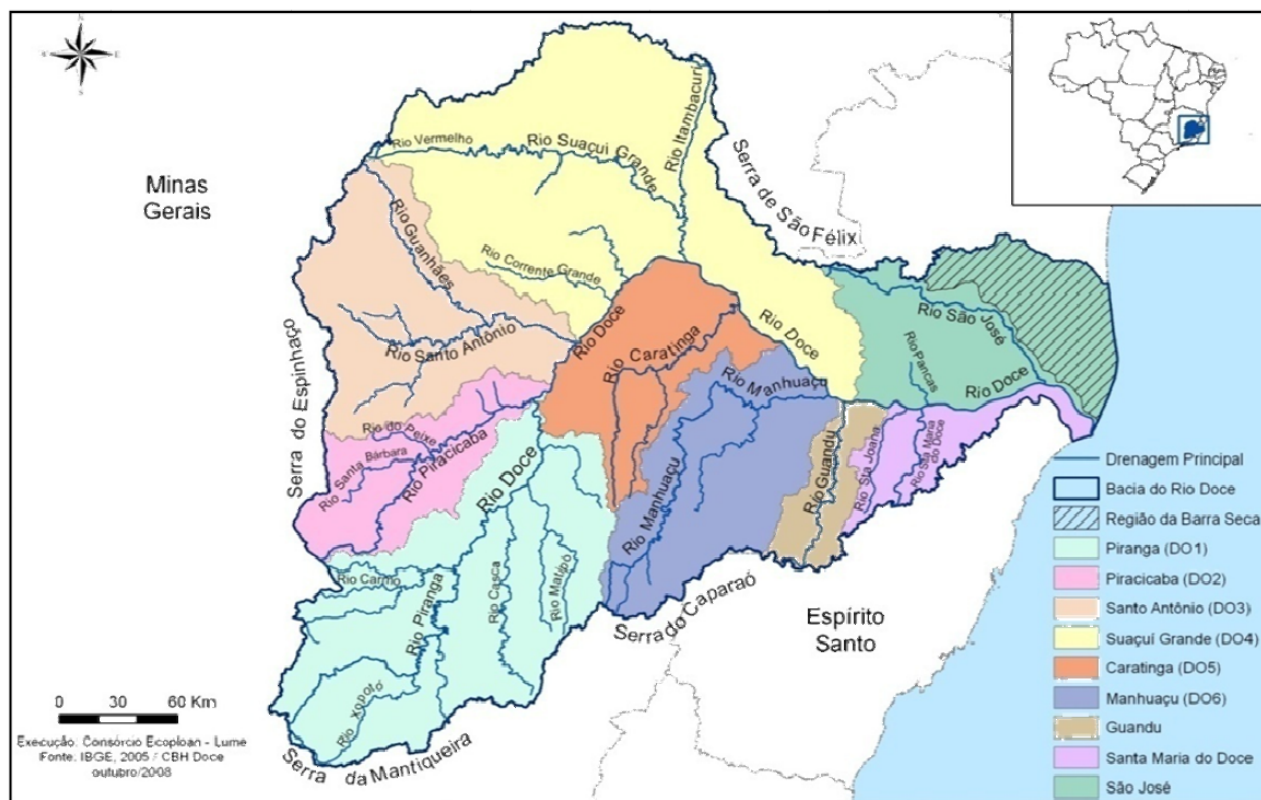 N
S
Minas
Gerais
Rio Vermelho
Rio Suaçui Grande
Rio Itambacuri
Serra de São Félix
Rio Guanhães
Rio Corrente Grande
Rio Santo Antônio
Rio Doce
Rio Caratinga
Rio Doce
Rio São José
Rio Pancas
Rio Doce
Rio Manhuaçu
Serra do Espinhaço
Rio do Peixe
Rio Santa Bárbara
Rio Piracicaba
Rio Doce
Rio Manhuaçu
Rio Guandu
Rio Sta Joana
Rio Sta Maria
do Doce
Rio Carmo
Rio Piranga
Rio Casca
Rio Matipó
Rio Xopotó
Serra do Caparaó
Espírito
Santo
Serra da Mantiqueira
0 30 60 Km
Execução: Consórcio Ecoplan - Lume
Fonte: IBGE, 2005 / CBH Doce
outubro/2008
Drenagem Principal
Bacia do Rio Doce
Região da Barra Seca
Piranga (DO1)
Piracicaba (DO2)
Santo Antônio (DO3)
Suaçuí Grande (DO4)
Caratinga (DO5)
Manhuaçu (DO6)
Guandu
Santa Maria do Doce
São José